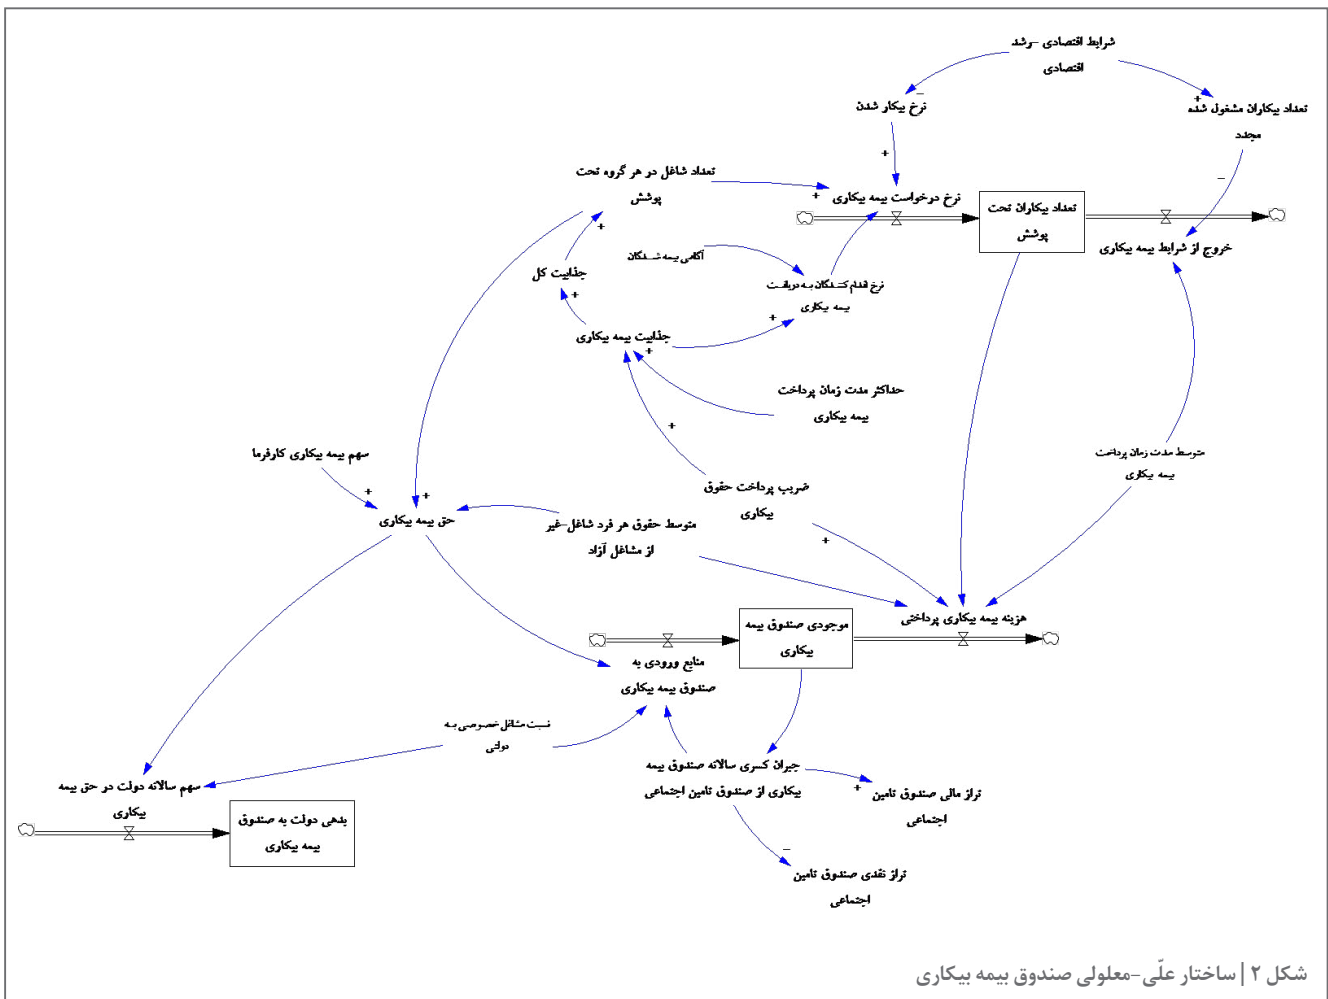 شرایط اقتصادی -رشد
اقتصادی
نرخ بیکار شدن
تعداد بیکاران مشغول شده
مجدد
تعداد شاغل در هر گروه تحت
پوشش
نرخ درخواست بیمه بیکاری
تعداد بیکاران تحت
پوشش
خروج از شرایط بیمه بیکاری
آگاهی بیمه شدگان
جذابیت کل
نرخ اقدام کنندگان به دریافت
بیمه بیکاری
جذابیت بیمه بیکاری
حداکثر مدت زمان پرداخت
بیمه بیکاری
سهم بیمه بیکاری کارفرما
متوسط مدت زمان پرداخت
بیمه بیکاری
ضریب پرداخت حقوق
بیکاری
حق بیمه بیکاری
متوسط حقوق هر فرد شاغل-غیر
از مشاغل آزاد
هزینه بیمه بیکاری پرداختی
موجودی صندوق بیمه
بیکاری
منابع ورودی به
صندوق بیمه بیکاری
نسبت مشاغل خصوصی به
دولتی
جبران کسری سالانه صندوق بیمه
بیکاری از صندوق تامین اجتماعی
سهم سالانه دولت در حق بیمه
بیکاری
تراز مالی صندوق تامین
اجتماعی
بدهی دولت به صندوق
بیمه بیکاری
تراز نقدی صندوق تامین
اجتماعی
شکل ۲ | ساختار علّی-معلولی صندوق بیمه بیکاری